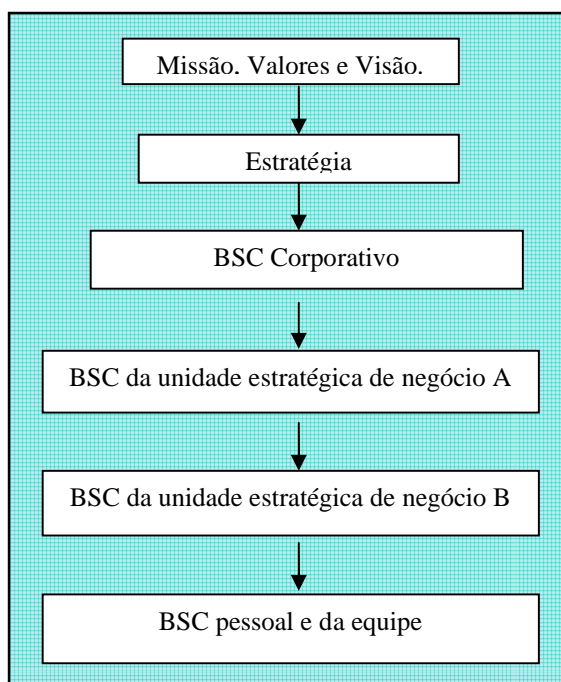 Missão, Valores e Visão.
Estratégia
BSC Corporativo
BSC da unidade estratégica de negócio A
BSC da unidade estratégica de negócio B
BSC pessoal e da equipe